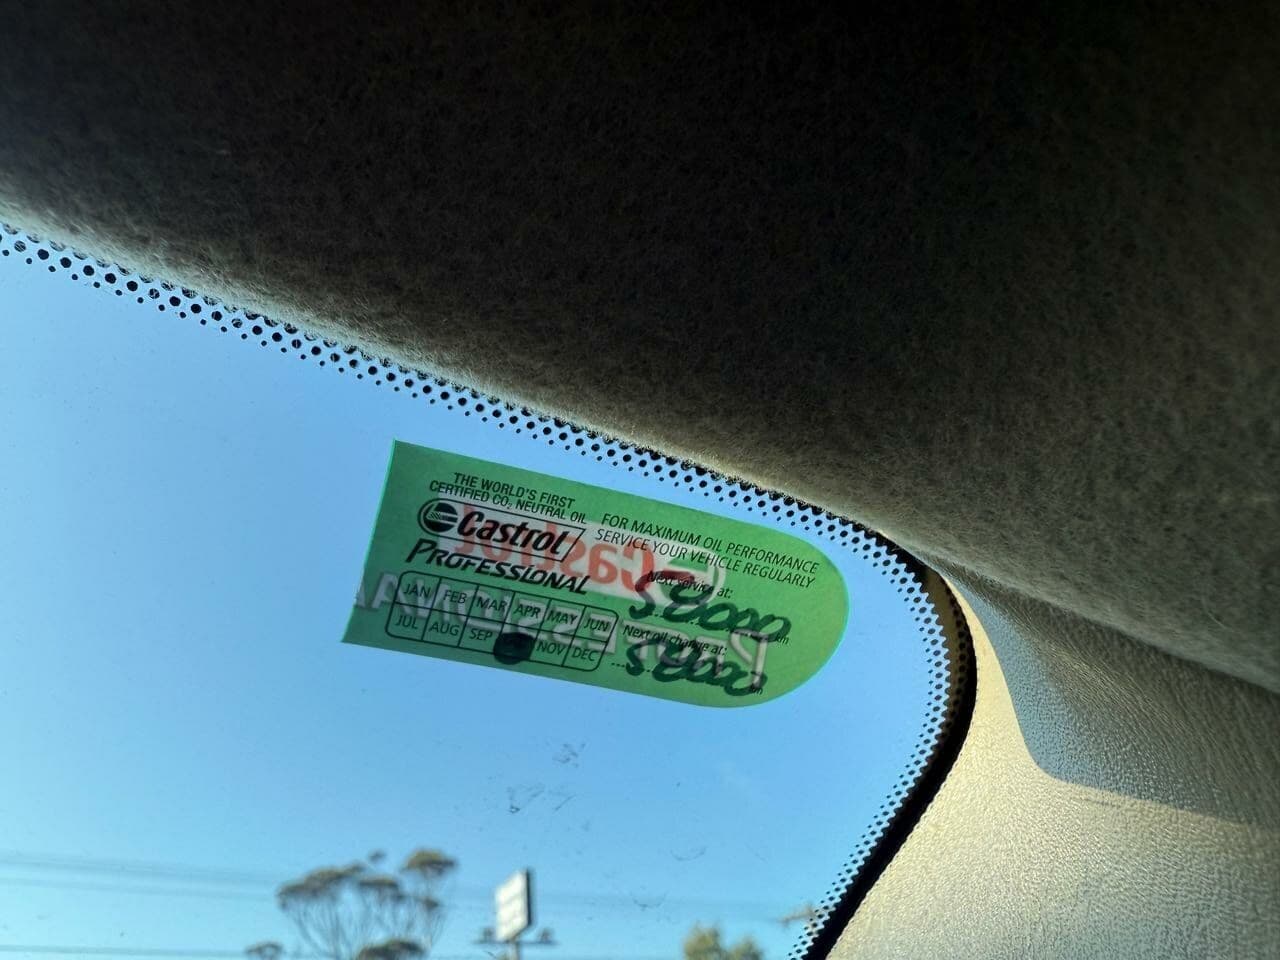 THE WORLD'S FIRST
CERTIFIED CO₂ NEUTRAL OIL
Castrol
PROFESSIONAL
JAN FEB MAR APR MAY JUN
JUL AUG SEP NOV DEC
FOR MAXIMUM OIL PERFORMANCE
SERVICE YOUR VEHICLE REGULARLY
Next service at:
58000 km
Next oil change at:
58000 km